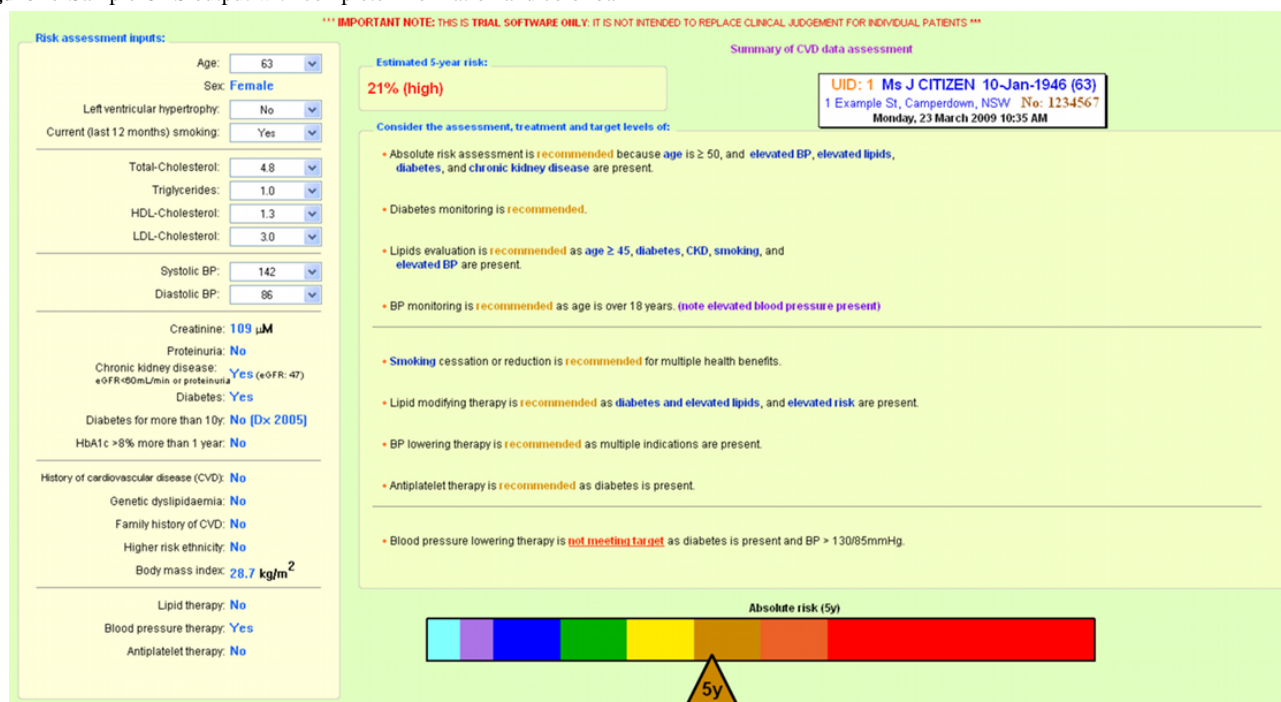 *** IMPORTANT NOTE: THIS IS TRIAL SOFTWARE ONLY: IT IS NOT INTENDED TO REPLACE CLINICAL JUDGEMENT FOR INDIVIDUAL PATIENTS ***
Risk assessment inputs:
Age: 63
Sex: Female
Left ventricular hypertrophy: No
Current (last 12 months) smoking: Yes
Total-Cholesterol: 4.8
Triglycerides: 1.0
HDL-Cholesterol: 1.3
LDL-Cholesterol: 3.0
Systolic BP: 142
Diastolic BP: 86
Creatinine: 109 μM
Proteinuria: No
Chronic kidney disease:
eGFR<60mL/min or proteinuria Yes (eGFR: 47)
Diabetes: Yes
Diabetes for more than 10y: No (Dx 2005)
HbA1c >8% more than 1 year: No
History of cardiovascular disease (CVD): No
Genetic dyslipidaemia: No
Family history of CVD: No
Higher risk ethnicity: No
Body mass index: 28.7 kg/m2
Lipid therapy: No
Blood pressure therapy: Yes
Antiplatelet therapy: No
Summary of CVD data assessment
Estimated 5-year risk:
21% (high)
UID: 1 Ms J CITIZEN 10-Jan-1946 (63)
1 Example St, Camperdown, NSW No: 1234567
Monday, 23 March 2009 10:35 AM
Consider the assessment, treatment and target levels of:
• Absolute risk assessment is recommended because age is ≥ 50, and elevated BP, elevated lipids,
diabetes, and chronic kidney disease are present.
• Diabetes monitoring is recommended.
• Lipids evaluation is recommended as age ≥ 45, diabetes, CKD, smoking, and
elevated BP are present.
• BP monitoring is recommended as age is over 18 years. (note elevated blood pressure present)
• Smoking cessation or reduction is recommended for multiple health benefits.
• Lipid modifying therapy is recommended as diabetes and elevated lipids, and elevated risk are present.
• BP lowering therapy is recommended as multiple indications are present.
• Antiplatelet therapy is recommended as diabetes is present.
• Blood pressure lowering therapy is not meeting target as diabetes is present and BP > 130/85mmHg.
Absolute risk (5y)
5y